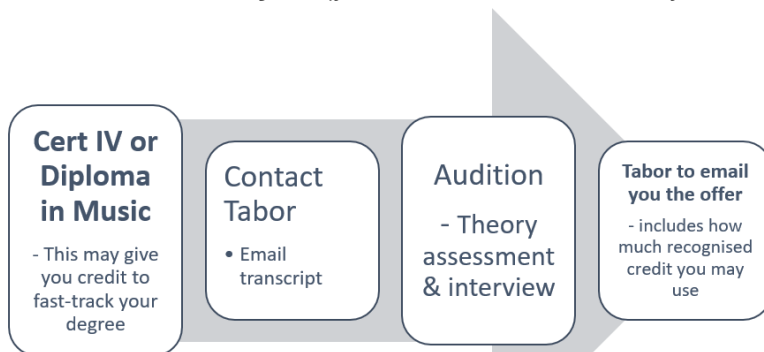 Cert IV or
Diploma
in Music
- This may give
you credit to
fast-track your
degree
Contact
Tabor
• Email
transcript
Audition
- Theory
assessment
& interview
Tabor to email
you the offer
- includes how
much recognised
credit you may
use